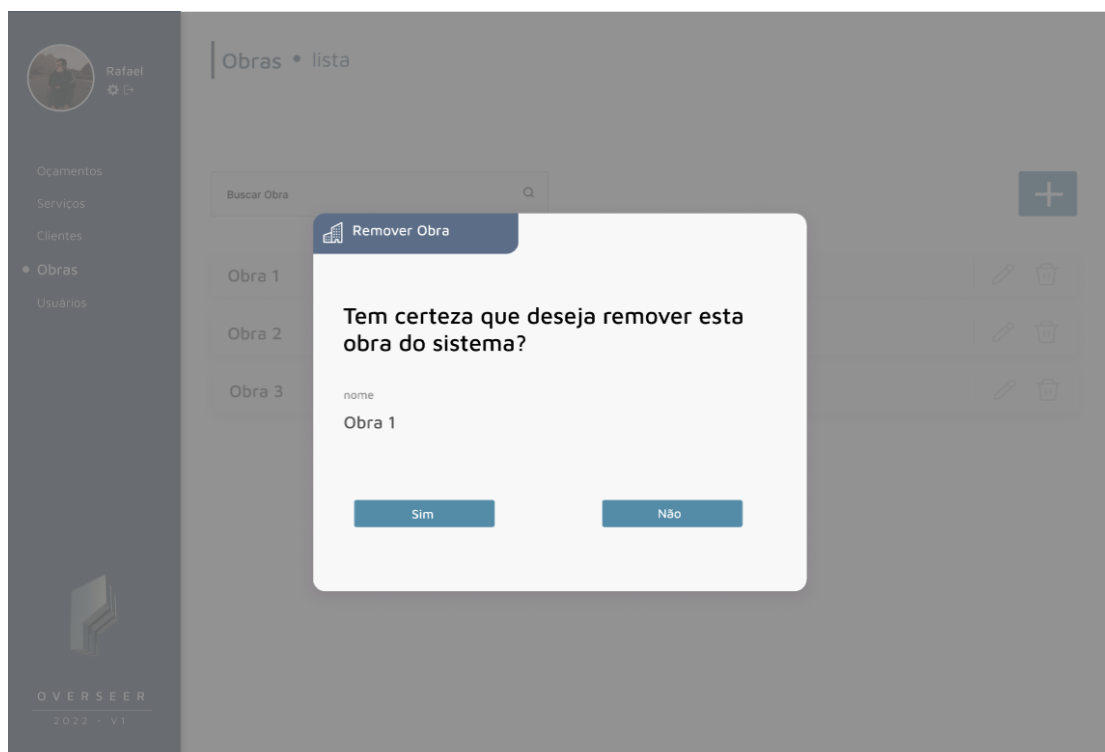 Rafael
Obras • lista
Oçamentos
Serviços
Clientes
Obras
Usuários
Buscar Obra
Obra 1
Obra 2
Obra 3
Remover Obra
Tem certeza que deseja remover esta
obra do sistema?
nome
Obra 1
Sim
Não
OVERSEER
2022 - V1